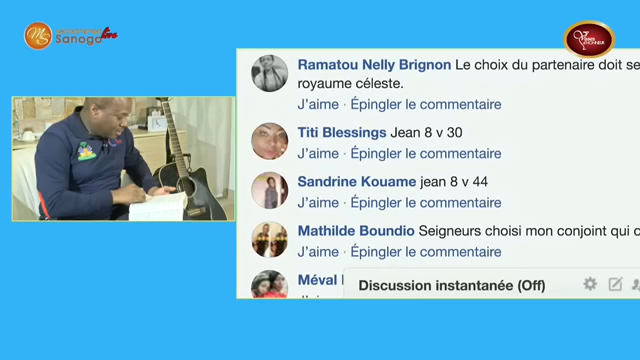 Sanogo live
Ramatou Nelly Brignon Le choix du partenaire doit se
royaume céleste.
J'aime · Épingler le commentaire
Titi Blessings Jean 8 v 30
J'aime · Épingler le commentaire
Sandrine Kouame jean 8 v 44
J'aime · Épingler le commentaire
Mathilde Boundio Seigneurs choisi mon conjoint qui
J'aime · Épingler le commentaire
Méval
Discussion instantanée (Off)